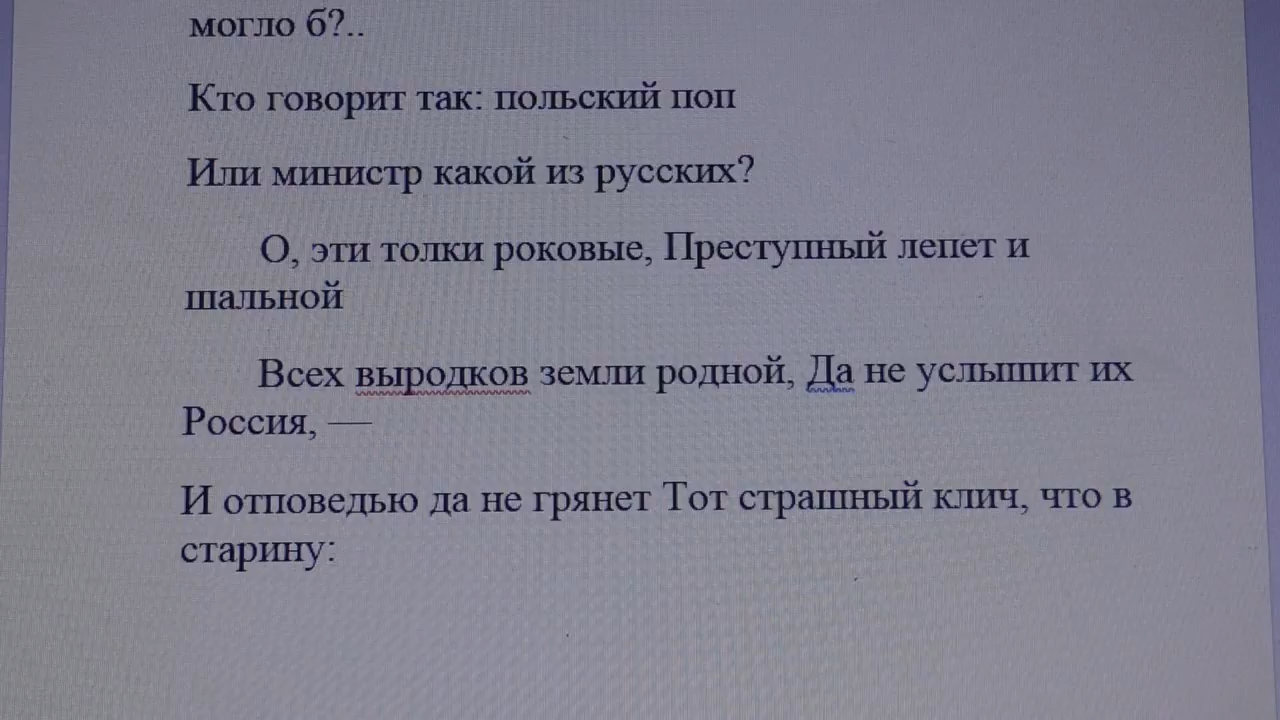 могло б?..
Кто говорит так: польский поп
Или министр какой из русских?
О, эти толки роковые, Преступный лепет и
шальной
Всех выродков земли родной, Да не услышит их
Россия, —
И отповедью да не грянет Тот страшный клич, что в
старину: